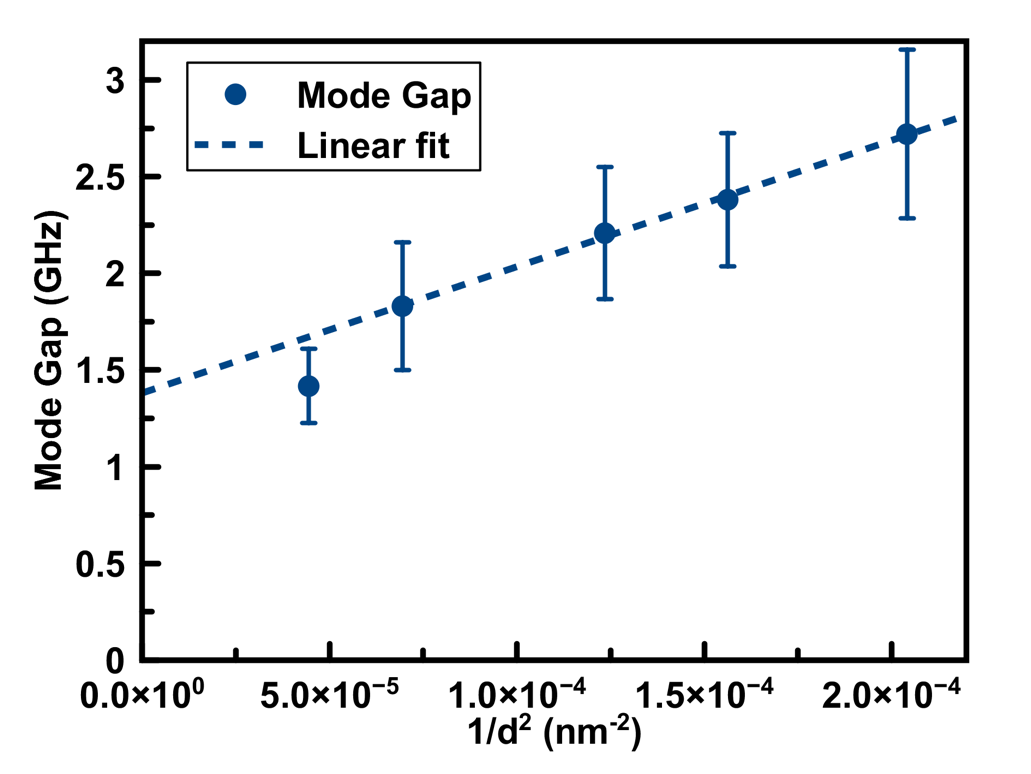 Mode Gap
Linear fit
Mode Gap (GHz)
3
2.5
2
1.5
1
0.5
0
0.0×10⁰ 5.0×10⁻⁵ 1.0×10⁻⁴ 1.5×10⁻⁴ 2.0×10⁻⁴
1/d² (nm⁻²)